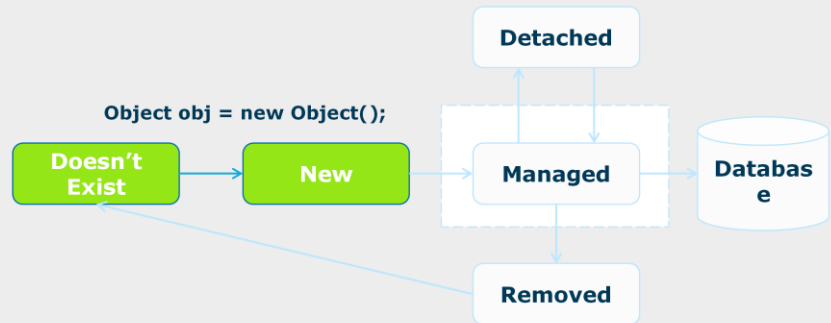 Detached
Object obj = new Object();
Doesn't
Exist
New
Managed
Databas
e
Removed